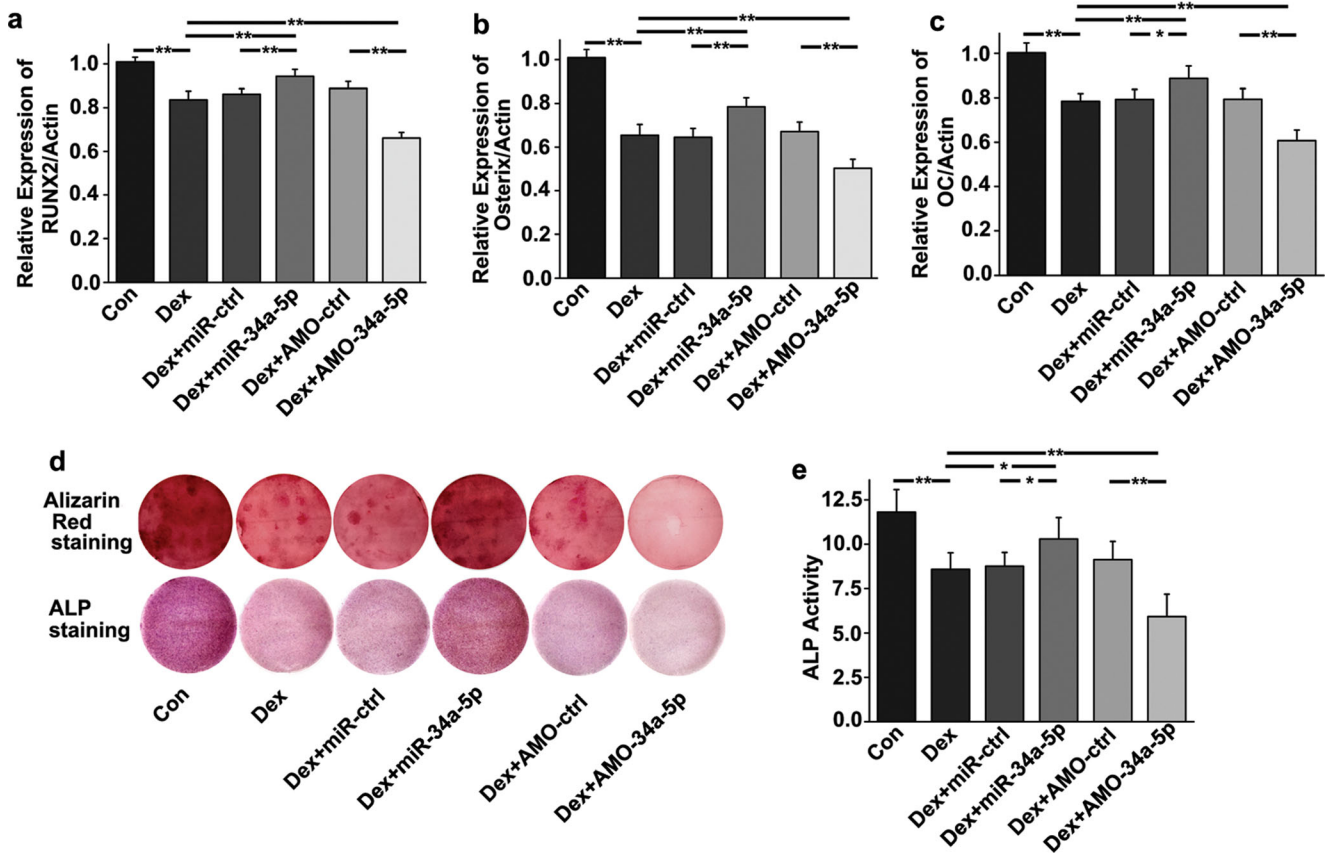 a
Relative Expression of
RUNX2/Actin
1.0
0.8
0.6
0.4
0.2
0.0
**
**
**
**
**
Con
Dex
Dex+miR-ctrl
Dex+miR-34a-5p
Dex+AMO-ctrl
Dex+AMO-34a-5p
b
Relative Expression of
Osterix/Actin
1.0
0.8
0.6
0.4
0.2
0.0
**
**
**
**
**
Con
Dex
Dex+miR-ctrl
Dex+miR-34a-5p
Dex+AMO-ctrl
Dex+AMO-34a-5p
c
Relative Expression of
OC/Actin
1.0
0.8
0.6
0.4
0.2
0.0
**
**
**
*
**
Con
Dex
Dex+miR-ctrl
Dex+miR-34a-5p
Dex+AMO-ctrl
Dex+AMO-34a-5p
d
Alizarin
Red
staining
ALP
staining
Con
Dex
Dex+miR-ctrl
Dex+miR-34a-5p
Dex+AMO-ctrl
Dex+AMO-34a-5p
e
ALP Activity
12.5
10.0
7.5
5.0
2.5
0.0
**
*
**
*
**
Con
Dex
Dex+miR-ctrl
Dex+miR-34a-5p
Dex+AMO-ctrl
Dex+AMO-34a-5p